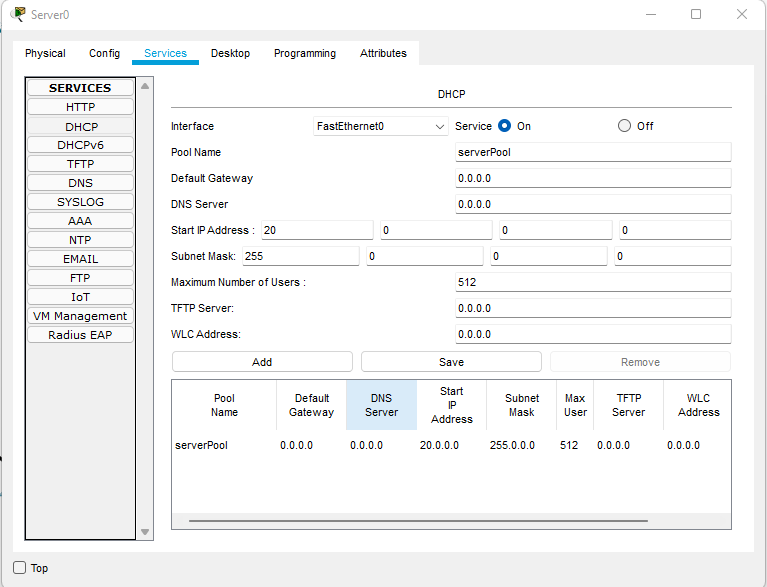 Server0
Physical Config Services Desktop Programming Attributes
SERVICES
HTTP
DHCP
DHCPv6
TFTP
DNS
SYSLOG
AAA
NTP
EMAIL
FTP
IoT
VM Management
Radius EAP
DHCP
Interface FastEthernet0 Service On Off
Pool Name serverPool
Default Gateway 0.0.0.0
DNS Server 0.0.0.0
Start IP Address : 20 0 0 0
Subnet Mask: 255 0 0 0
Maximum Number of Users : 512
TFTP Server: 0.0.0.0
WLC Address: 0.0.0.0
Add Save Remove
Pool Name Default Gateway DNS Server Start IP Address Subnet Mask Max User TFTP Server WLC Address
serverPool 0.0.0.0 0.0.0.0 20.0.0.0 255.0.0.0 512 0.0.0.0 0.0.0.0
Top